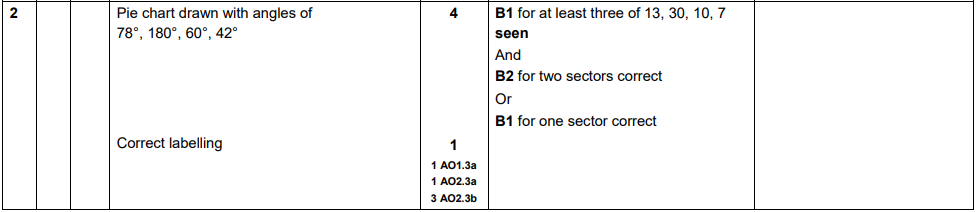 2
Pie chart drawn with angles of
78°, 180°, 60°, 42°
4
B1 for at least three of 13, 30, 10, 7
seen
And
B2 for two sectors correct
Or
B1 for one sector correct
Correct labelling
1
1 AO1.3a
1 AO2.3a
3 AO2.3b